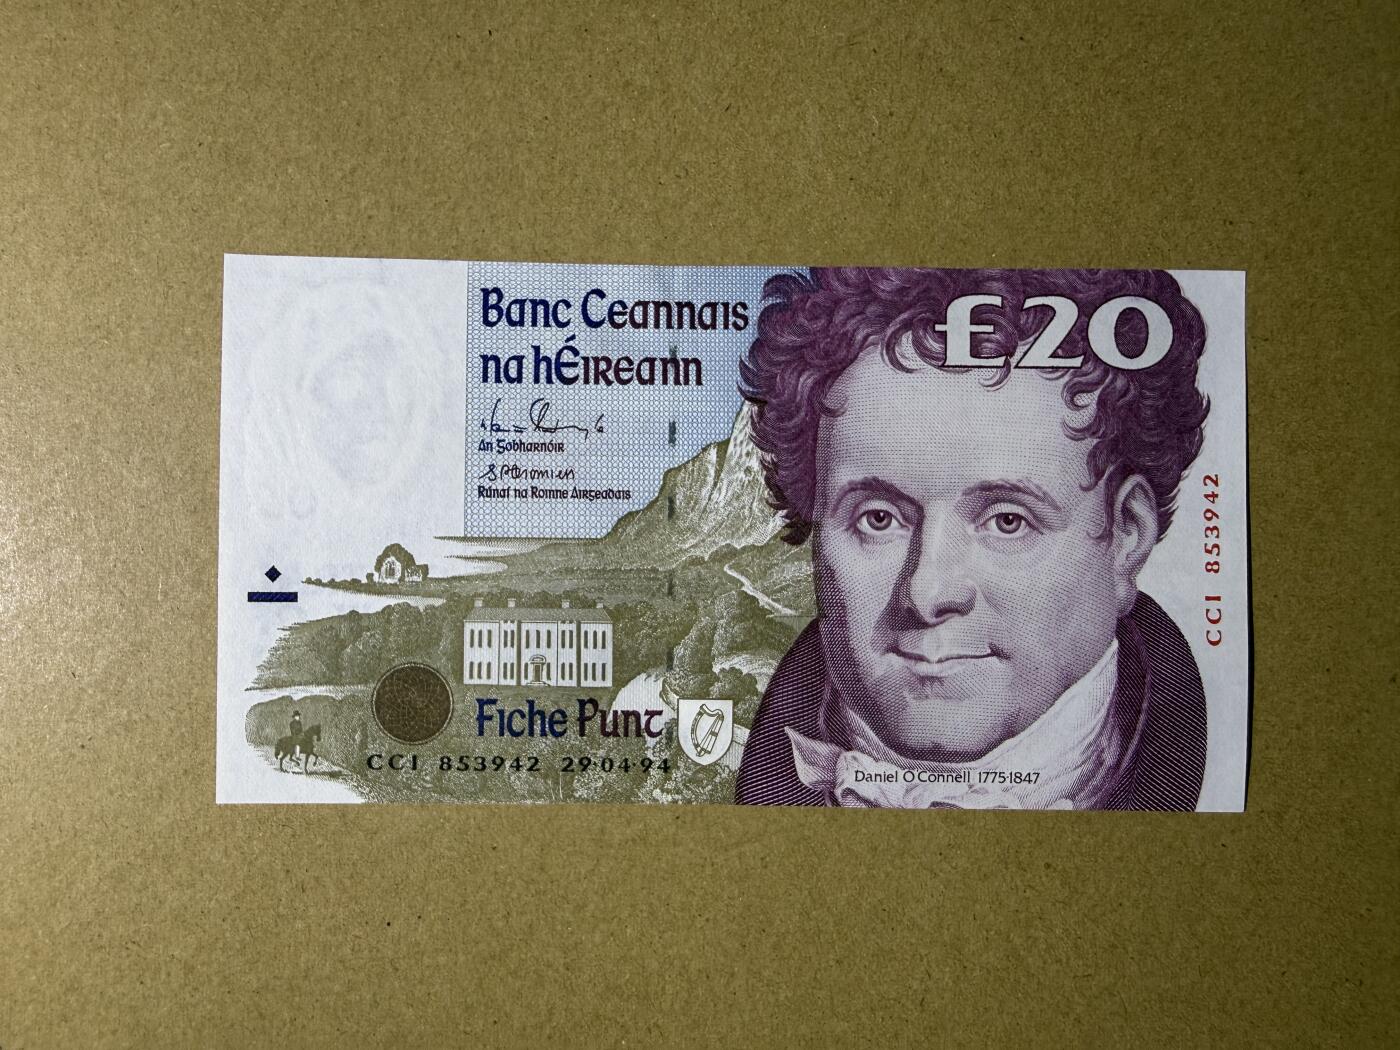 Banc Ceannais
na hÉireann
An Gobharnóir
Rúnaí na Roinne Airgeadais
£20
Fiche Punt
CCI 853942 29·04·94
Daniel O'Connell 1775·1847
CCI 853942